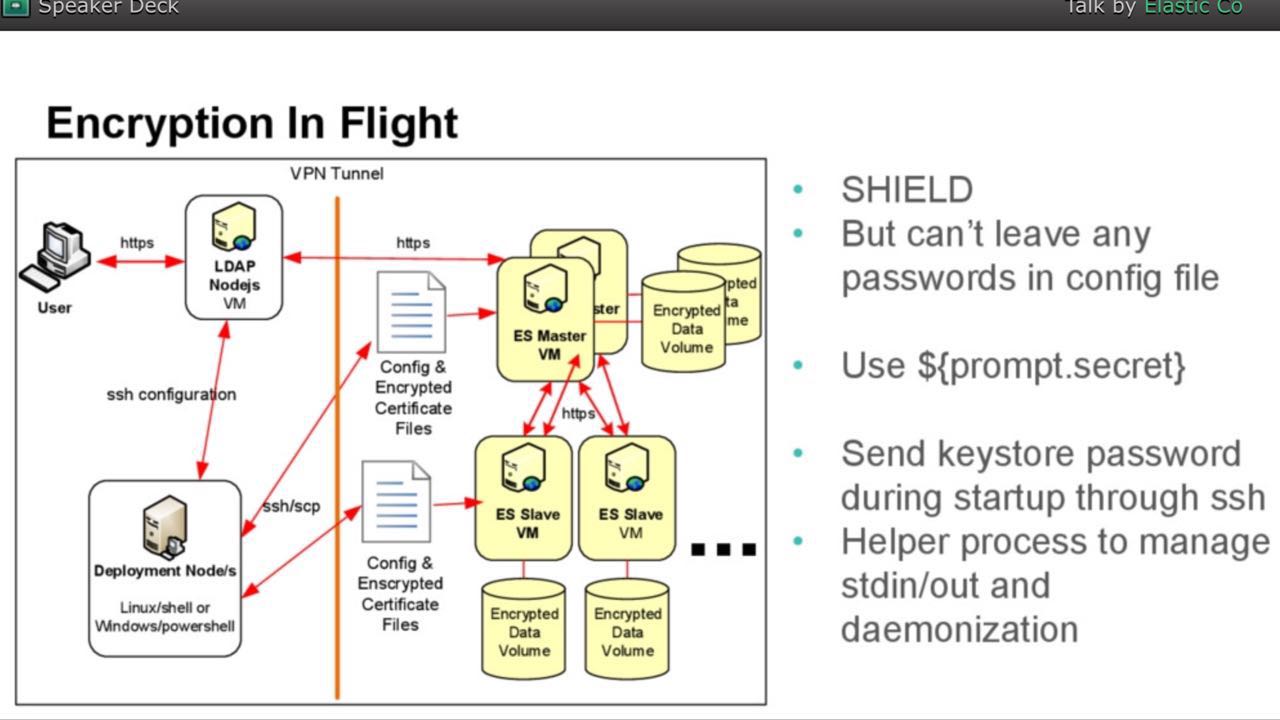 Speaker Deck
Talk by Elastic Co
Encryption In Flight
VPN Tunnel
https
https
LDAP
Nodejs
VM
User
ster
ES Master
VM
Encrypted
Data
Volume
pted
ta
me
Config &
Encrypted
Certificate
Files
ssh configuration
https
ssh/scp
ES Slave
VM
ES Slave
VM
Deployment Node/s
Linux/shell or
Windows/powershell
Config &
Enscrypted
Certificate
Files
Encrypted
Data
Volume
Encrypted
Data
Volume
SHIELD
But can’t leave any
passwords in config file
Use ${prompt.secret}
Send keystore password
during startup through ssh
Helper process to manage
stdin/out and
daemonization